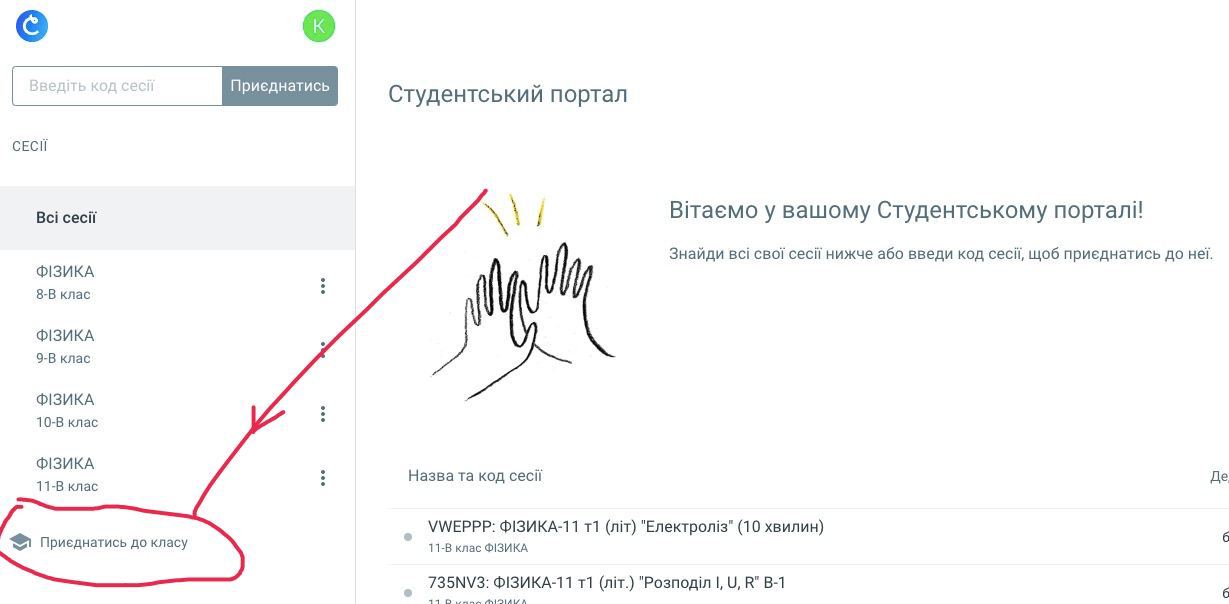 K
Введіть код сесії
Приєднатись
СЕСІЇ
Всі сесії
ФІЗИКА
8-В клас
ФІЗИКА
9-В клас
ФІЗИКА
10-В клас
ФІЗИКА
11-В клас
Приєднатись до класу
Студентський портал
Вітаємо у вашому Студентському порталі!
Знайди всі свої сесії нижче або введи код сесії, щоб приєднатись до неї.
Назва та код сесії
VWEPPP: ФІЗИКА-11 т1 (літ) "Електроліз" (10 хвилин)
11-В клас ФІЗИКА
735NV3: ФІЗИКА-11 т1 (літ.) "Розподіл I, U, R" В-1
11-В клас ФІЗИКА